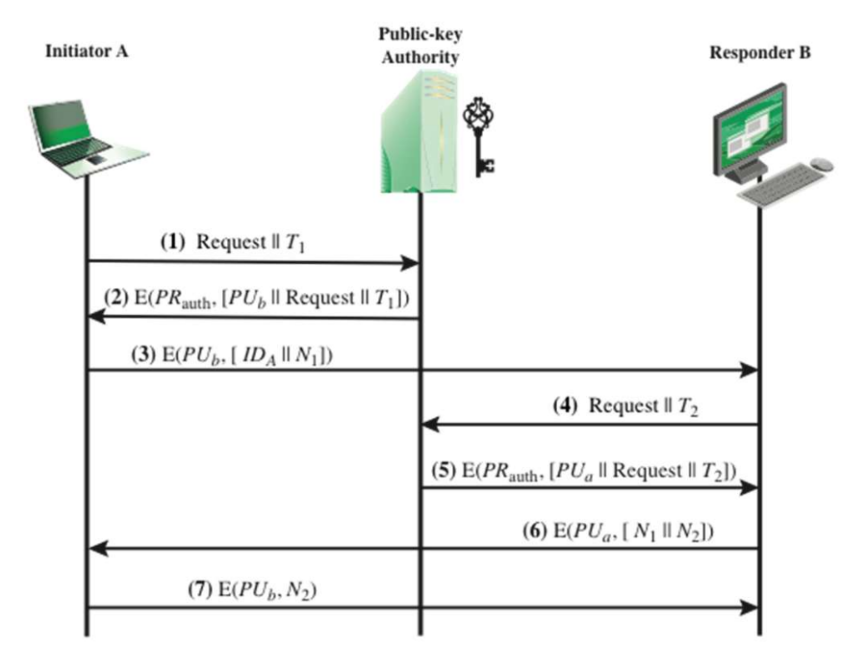 Initiator A
Public-key
Authority
Responder B
(1) Request || T₁
(2) E(PRauth, [PUb || Request || T₁])
(3) E(PUb, [ IDA || N₁])
(4) Request || T₂
(5) E(PRauth, [PUa || Request || T₂])
(6) E(PUa, [ N₁ || N₂])
(7) E(PUb, N₂)